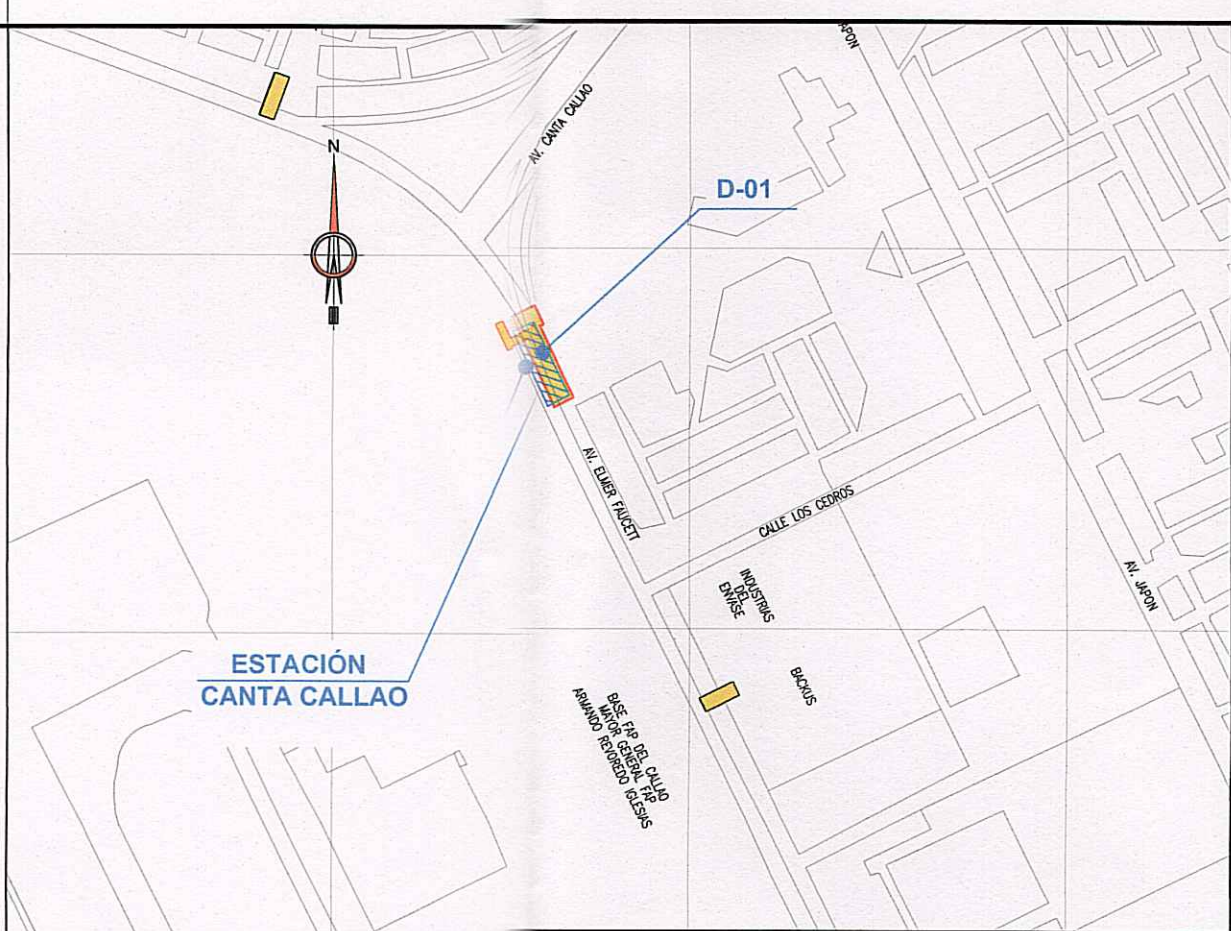 JAPON
AV. CANTA CALLAO
N
D-01
AV. ELMER FAUCETT
CALLE LOS CEDROS
INDUSTRIAS
DEL
ENVASE
AV. JAPON
ESTACIÓN
CANTA CALLAO
BACKUS
BASE FAP DEL CALLAO
MAYOR GENERAL FAP
ARMANDO REVOREDO IGLESIAS